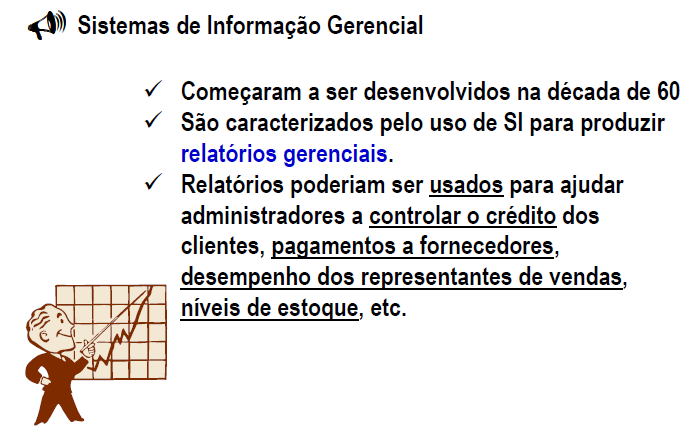 Sistemas de Informação Gerencial
✓ Começaram a ser desenvolvidos na década de 60
✓ São caracterizados pelo uso de SI para produzir
relatórios gerenciais.
✓ Relatórios poderiam ser usados para ajudar
administradores a controlar o crédito dos
clientes, pagamentos a fornecedores,
desempenho dos representantes de vendas,
níveis de estoque, etc.